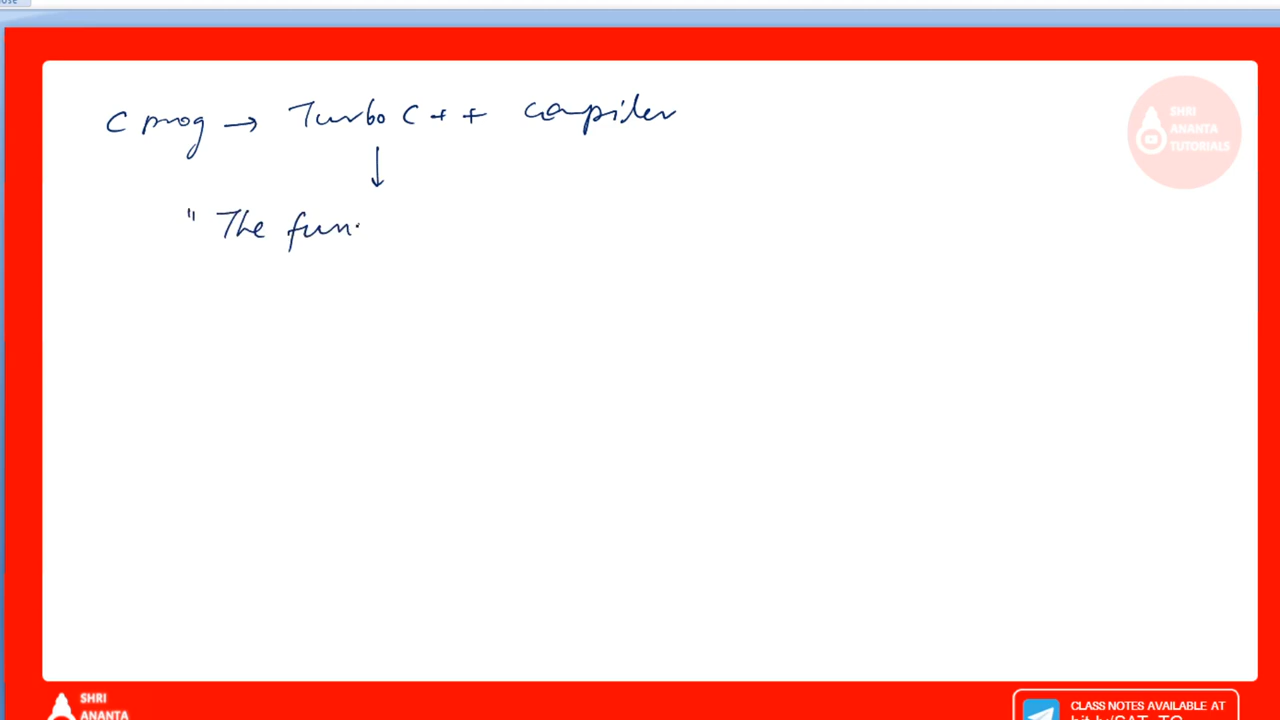 C prog → Turbo C++ compiler
↓
" The fun
SHRI
ANANTA
TUTORIALS
SHRI
ANANTA
CLASS NOTES AVAILABLE AT